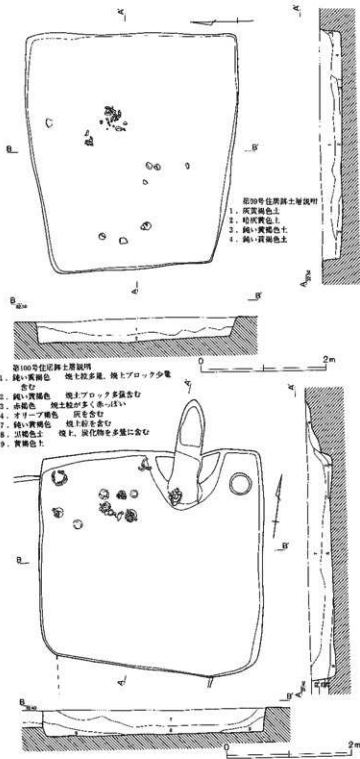 A'
B
B'
A
第99号住居跡土層説明
1．灰黄褐色土
2．暗灰黄色土
3．鈍い黄褐色土
4．鈍い黄褐色土
A'
A
B
B'
0
2m
第100号住居跡土層説明
1．鈍い黄褐色　焼土粒多量、焼土ブロック少量
含む
2．鈍い黄褐色　焼土ブロック多量含む
3．赤褐色　焼土粒が多く赤っぽい
4．オリーブ褐色　灰を含む
7．鈍い黄褐色　焼土粒を含む
8．黒褐色土　焼土、炭化物を多量に含む
9．黄褐色土
A'
B
B'
A
A'
A
B
B'
0
2m